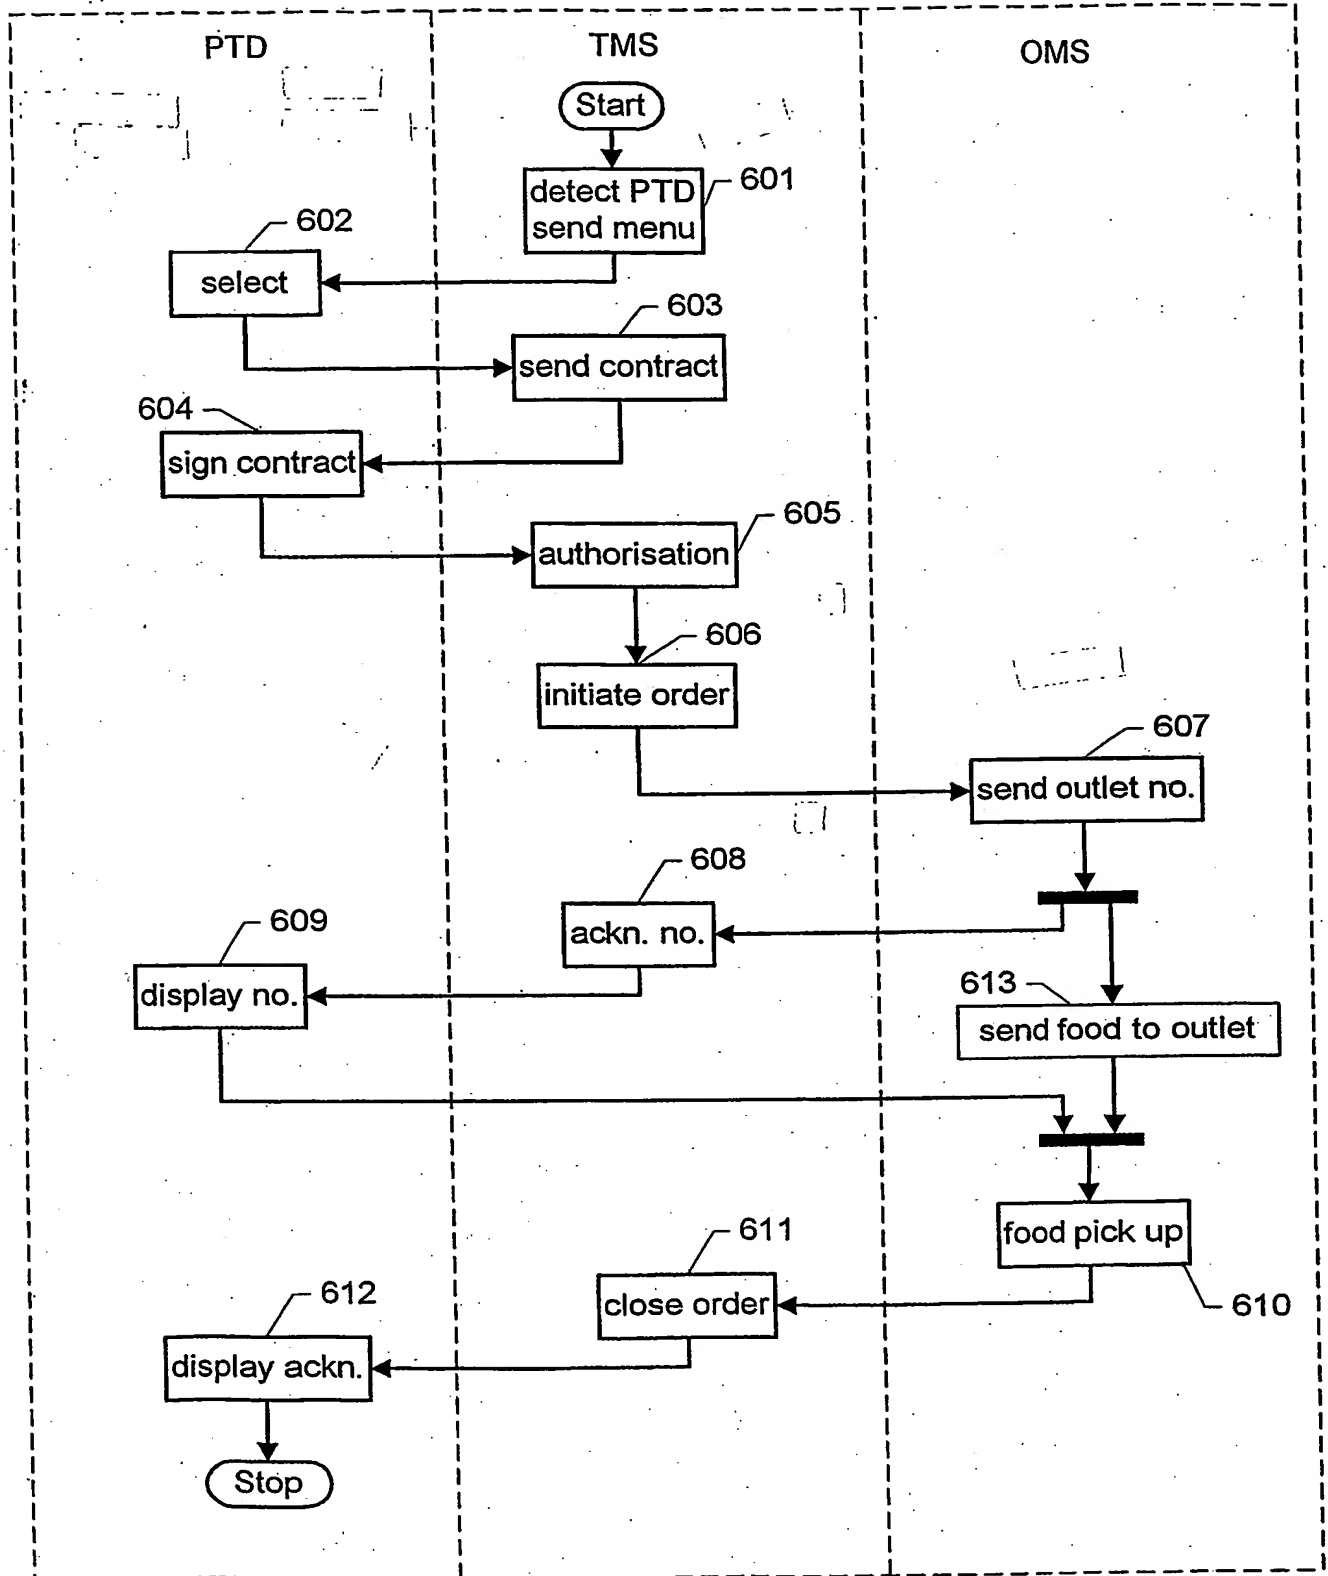 PTD
TMS
OMS
Start
detect PTD
send menu
601
602
select
603
send contract
604
sign contract
605
authorisation
606
initiate order
607
send outlet no.
608
ackn. no.
609
display no.
613
send food to outlet
food pick up
610
611
close order
612
display ackn.
Stop